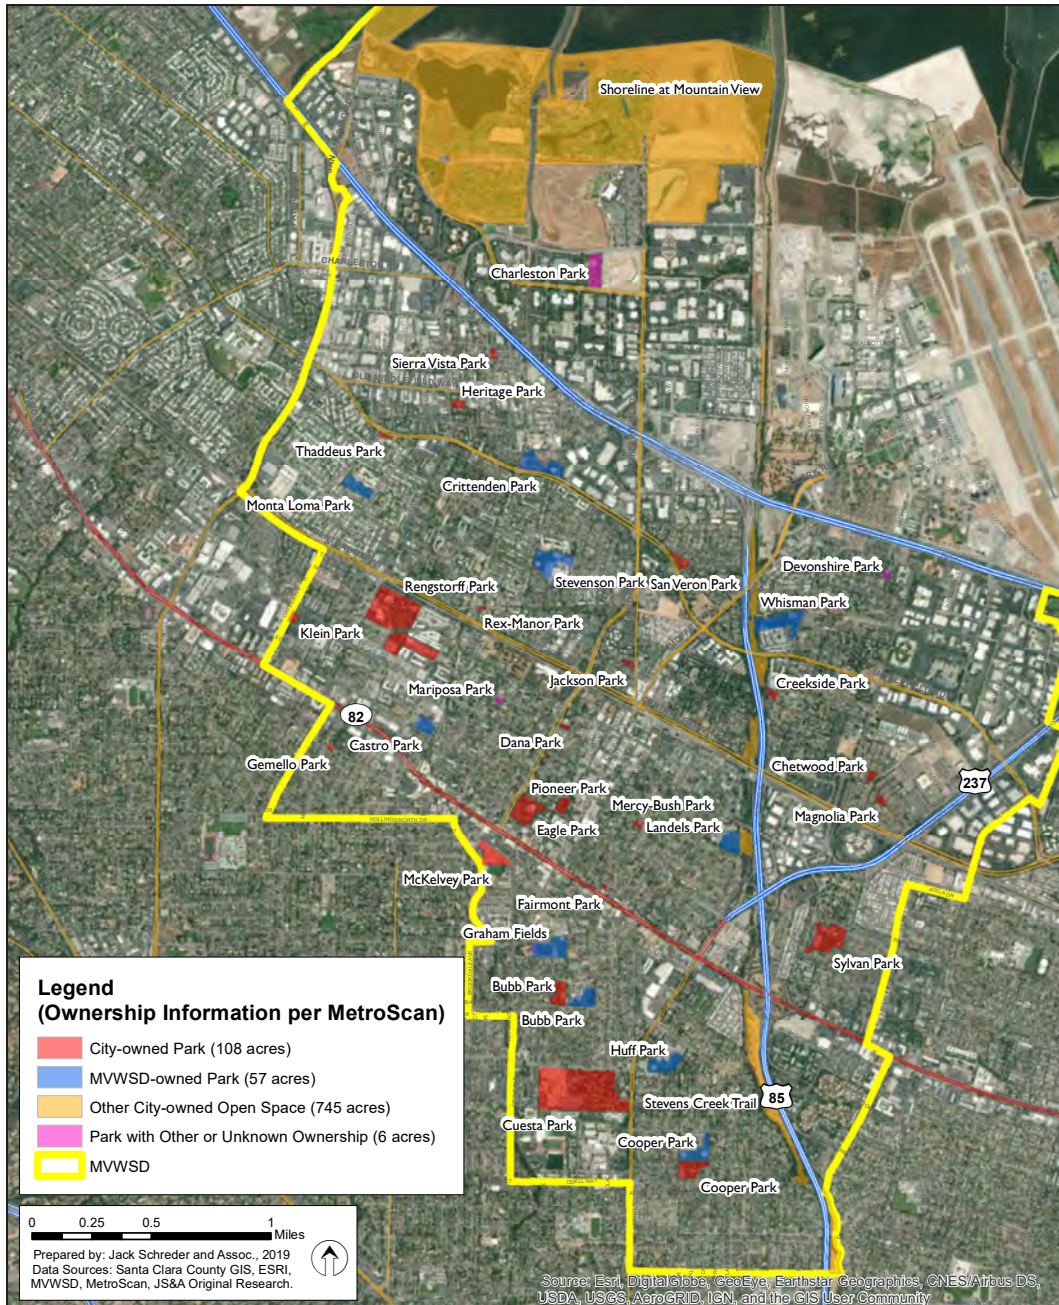 Shoreline at Mountain View
Charleston Park
CHARLESTON
Sierra Vista Park
OLD MIDDLEFIELD WAY
Heritage Park
Thaddeus Park
Crittenden Park
Monta Loma Park
Devonshire Park
Stevenson Park
San Veron Park
Rengstorff Park
Whisman Park
Rex-Manor Park
Klein Park
Jackson Park
Creekside Park
Mariposa Park
82
Castro Park
Dana Park
Gemello Park
Chetwood Park
237
Pioneer Park
Mercy-Bush Park
Magnolia Park
HOLLINGSWORTH DR
Eagle Park
Landels Park
McKelvey Park
Fairmont Park
Graham Fields
Sylvan Park
Bubb Park
Bubb Park
Huff Park
85
Stevens Creek Trail
Cuesta Park
Cooper Park
ODELL WAY
Cooper Park
Legend
(Ownership Information per MetroScan)
City-owned Park (108 acres)
MVWSD-owned Park (57 acres)
Other City-owned Open Space (745 acres)
Park with Other or Unknown Ownership (6 acres)
MVWSD
0 0.25 0.5 1
Miles
Prepared by: Jack Schreder and Assoc., 2019
Data Sources: Santa Clara County GIS, ESRI,
MVWSD, MetroScan, JS&A Original Research.
Source: Esri, DigitalGlobe, GeoEye, Earthstar Geographics, CNES/Airbus DS,
USDA, USGS, AeroGRID, IGN, and the GIS User Community